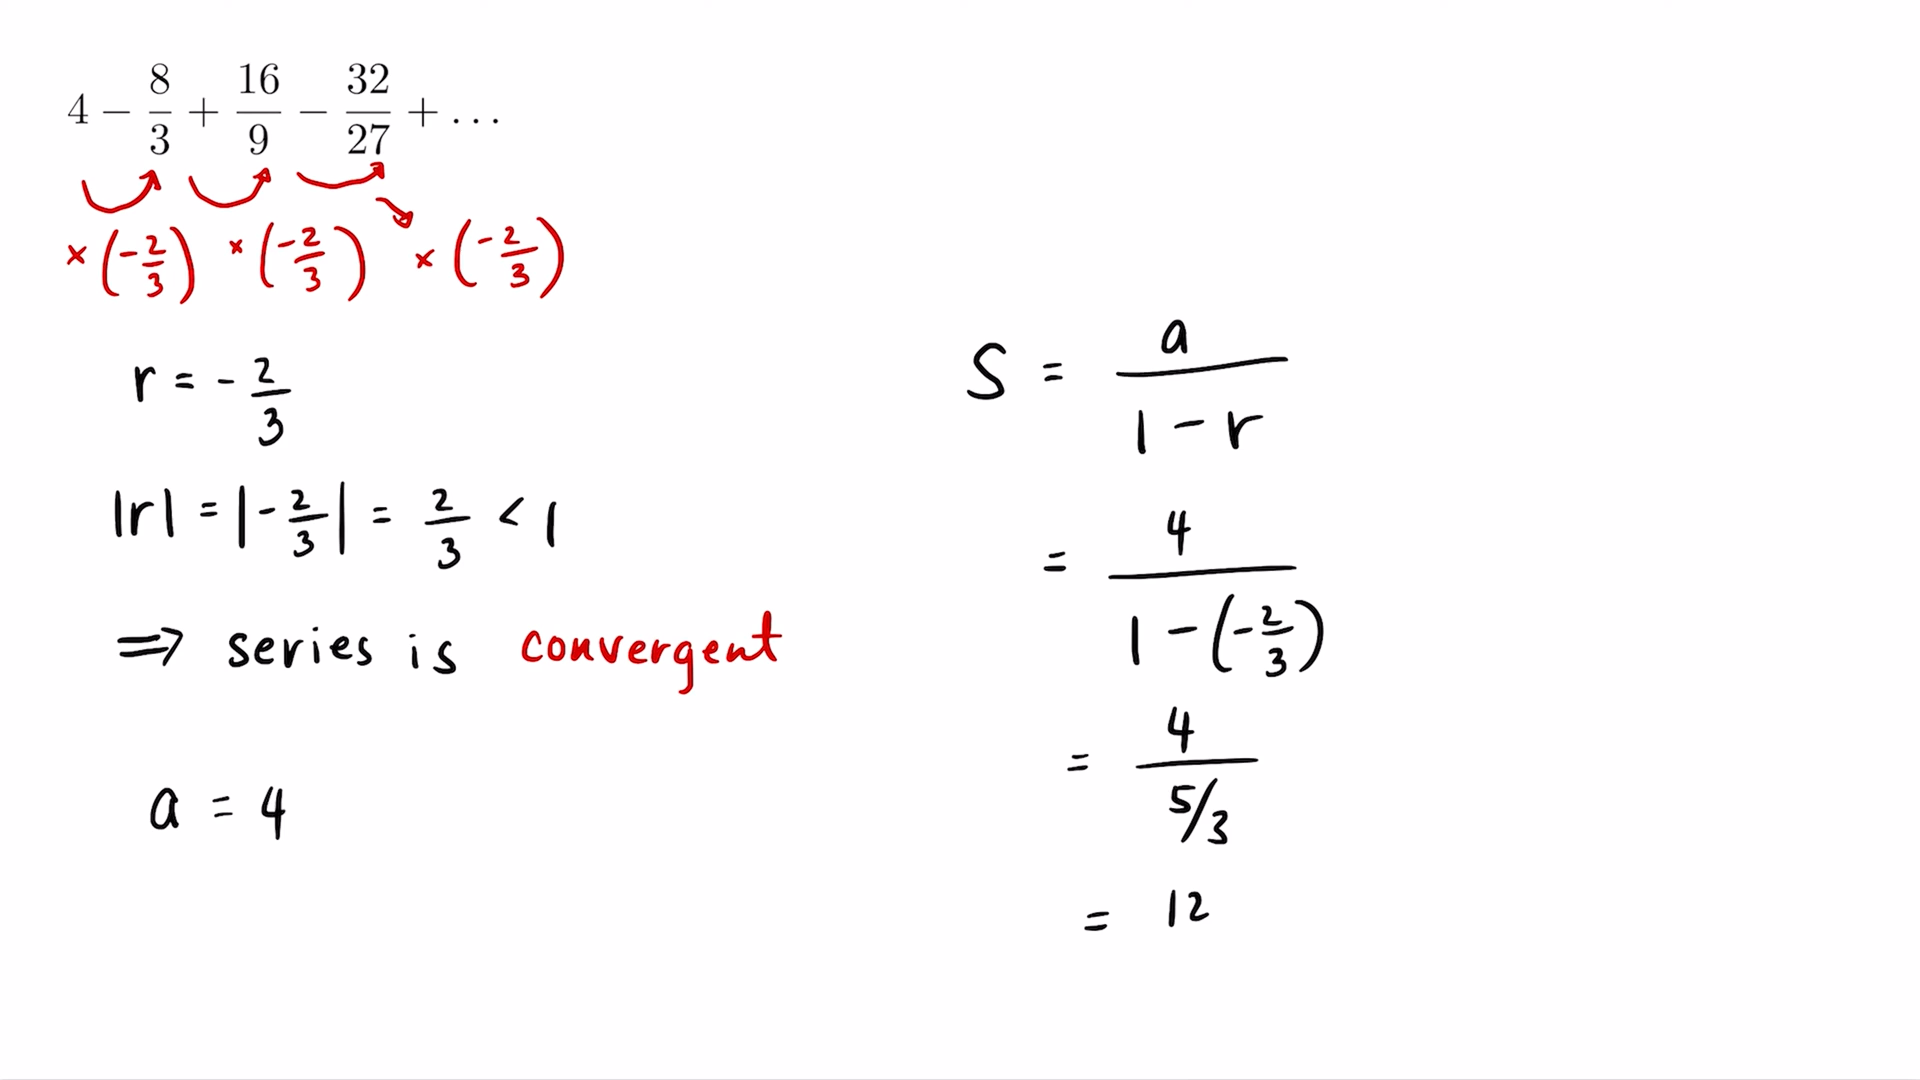 4 − 8/3 + 16/9 − 32/27 + ...
×(-2/3) ×(-2/3) ×(-2/3)
r = -2/3
|r| = |-2/3| = 2/3 < 1
⇒ series is convergent
a = 4
S = a/(1 - r)
= 4/(1 - (-2/3))
= 4/(5/3)
= 12